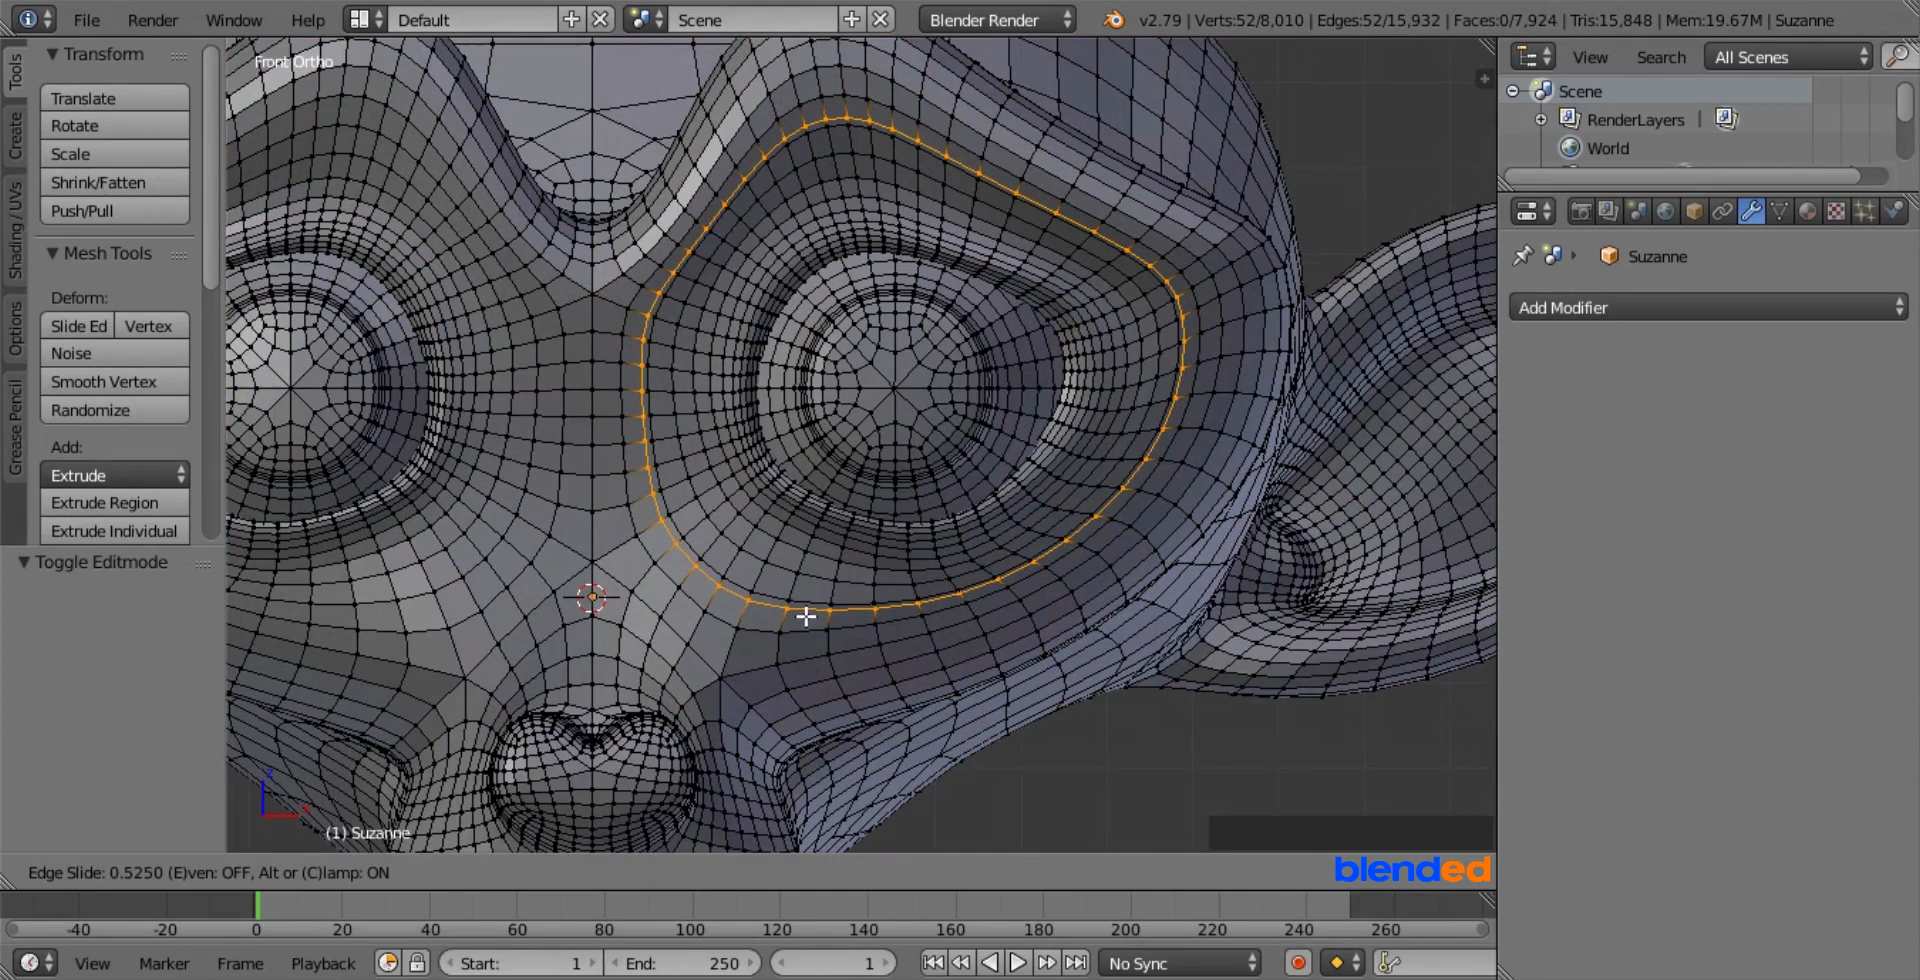 File Render Window Help Default Scene Blender Render v2.79 | Verts:52/8,010 | Edges:52/15,932 | Faces:0/7,924 | Tris:15,848 | Mem:19.67M | Suzanne
Tools
Create
Shading / UVs
Options
Grease Pencil
Transform
Translate
Rotate
Scale
Shrink/Fatten
Push/Pull
Mesh Tools
Deform:
Slide Ed Vertex
Noise
Smooth Vertex
Randomize
Add:
Extrude
Extrude Region
Extrude Individual
Toggle Editmode
Front Ortho
(1) Suzanne
View Search All Scenes
Scene
RenderLayers |
World
Suzanne
Add Modifier
Edge Slide: 0.5250 (E)ven: OFF, Alt or (C)lamp: ON
blended
-40 -20 0 20 40 60 80 100 120 140 160 180 200 220 240 260
View Marker Frame Playback Start: 1 End: 250 1 No Sync